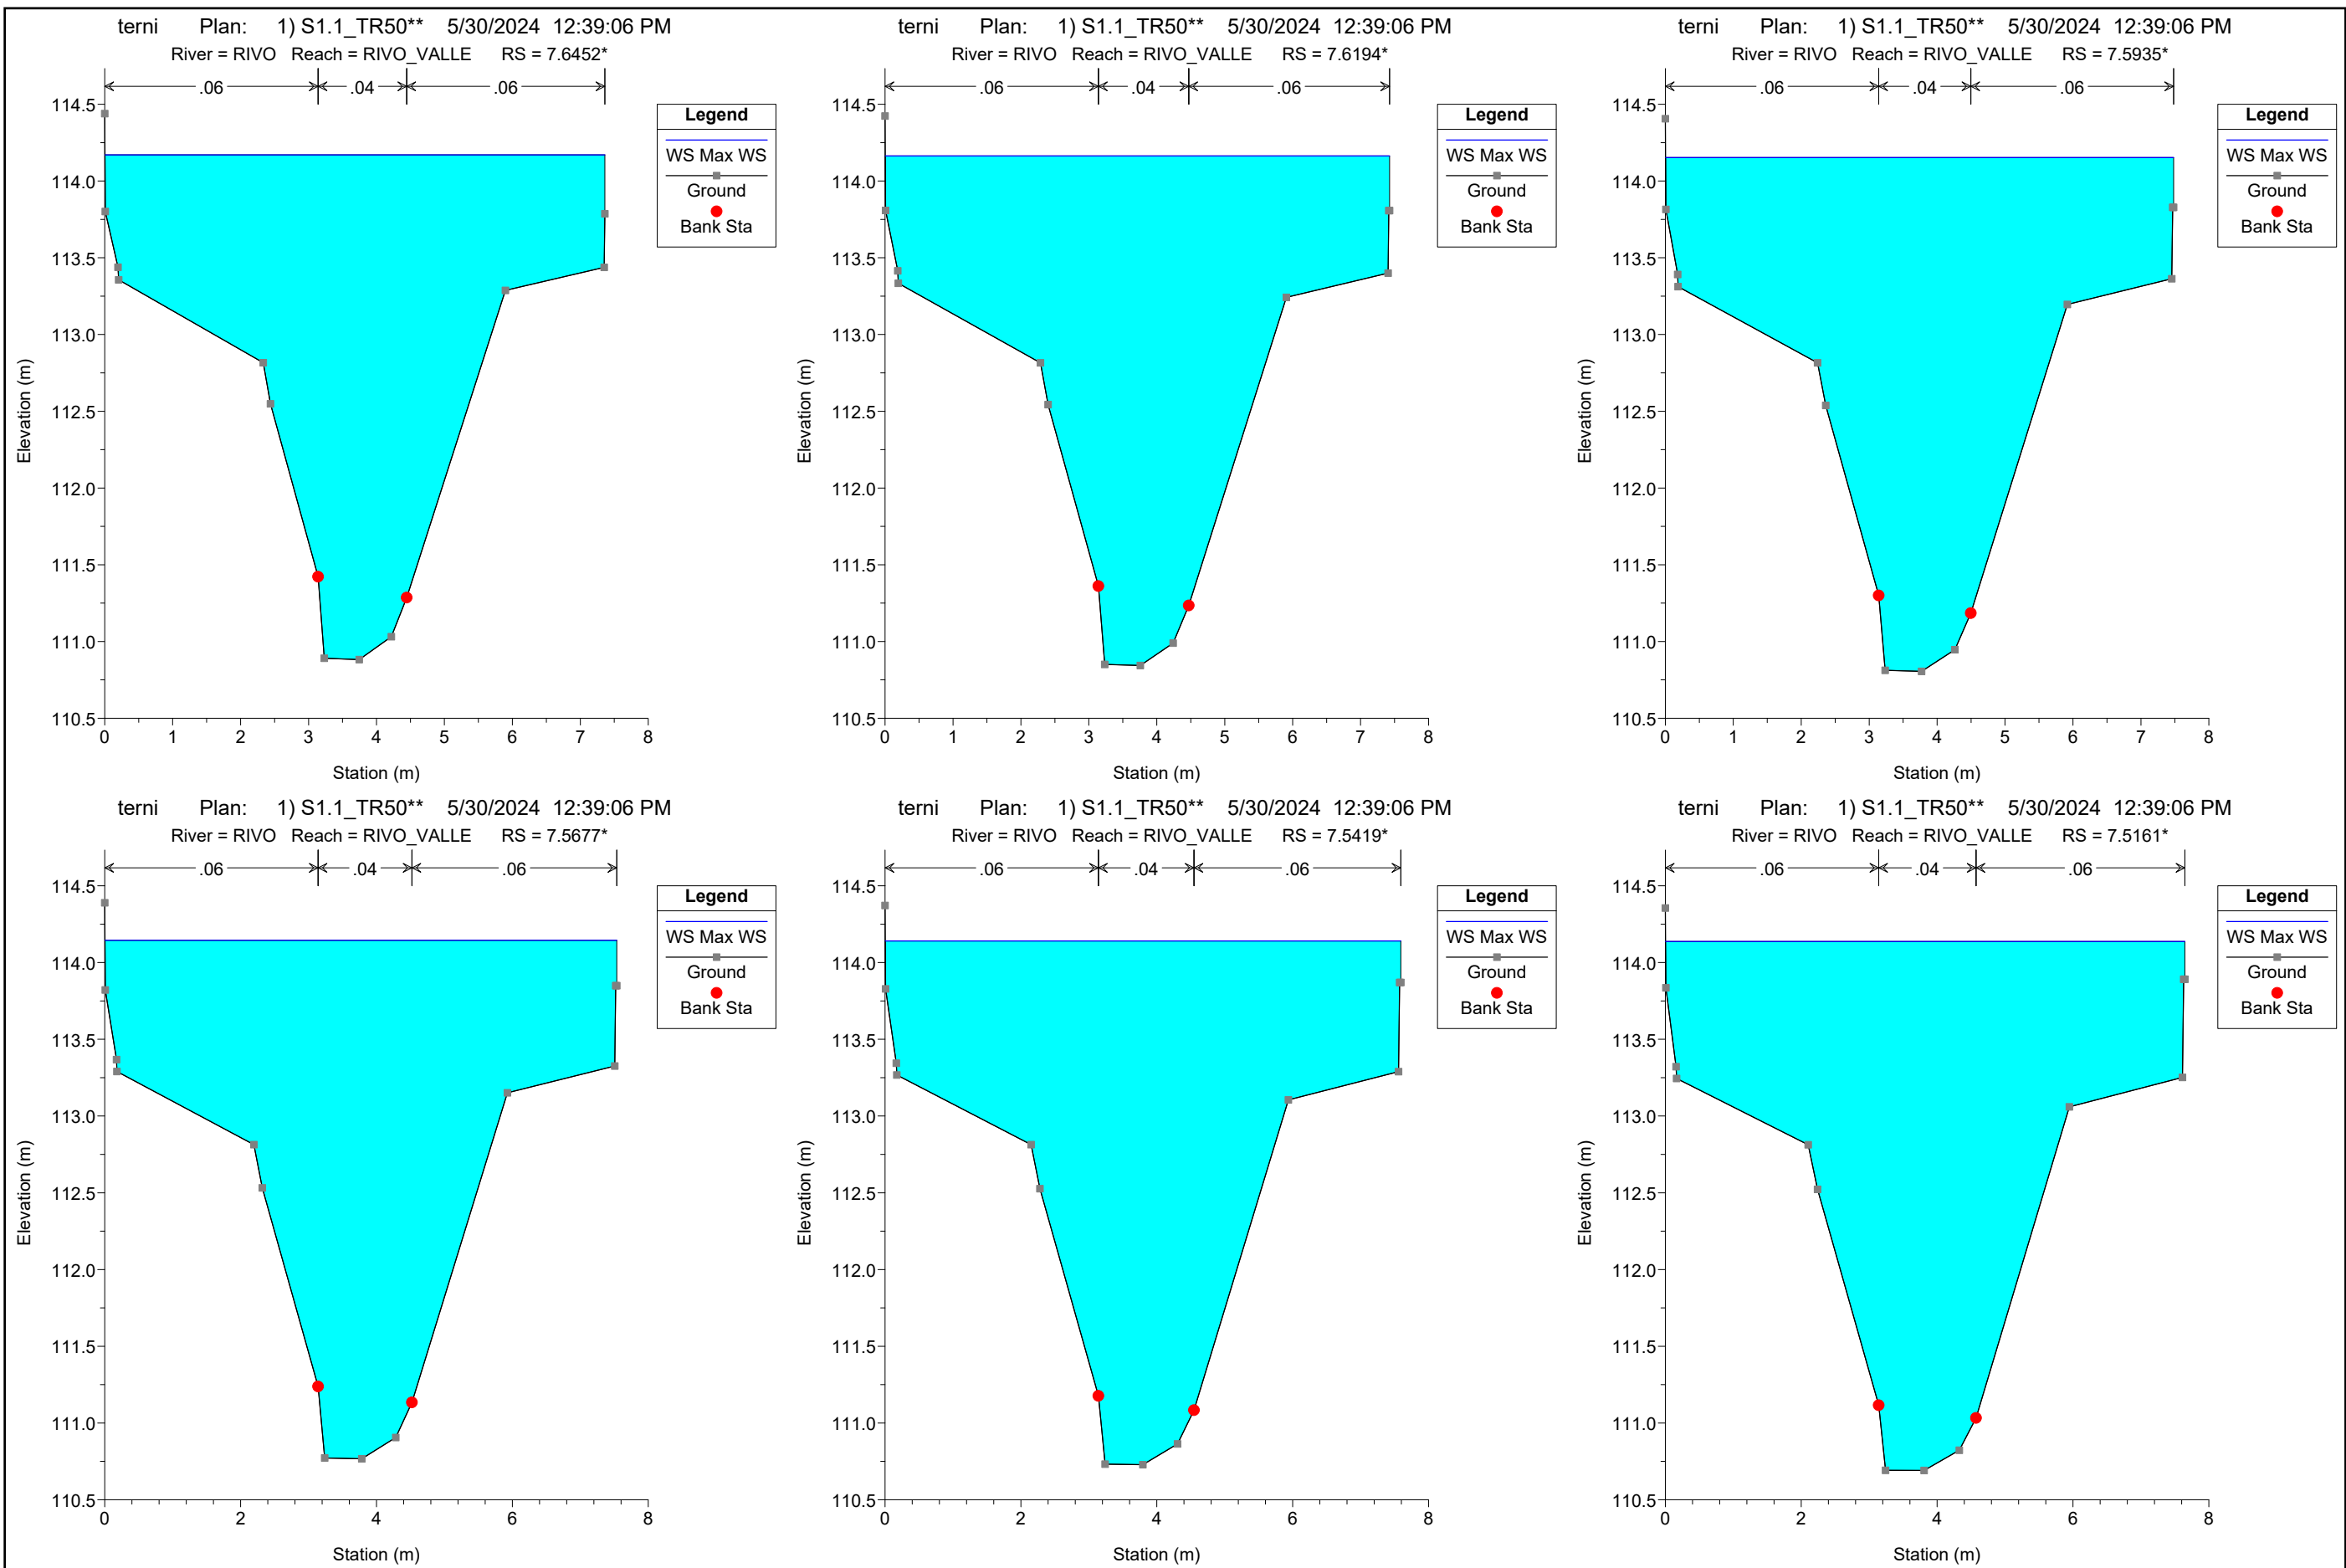 terni Plan: 1) S1.1_TR50** 5/30/2024 12:39:06 PM
River = RIVO Reach = RIVO_VALLE RS = 7.6452*
.06 .04 .06
Legend
WS Max WS
Ground
Bank Sta
114.5
114.0
113.5
113.0
112.5
112.0
111.5
111.0
110.5
Elevation (m)
0 1 2 3 4 5 6 7 8
Station (m)
terni Plan: 1) S1.1_TR50** 5/30/2024 12:39:06 PM
River = RIVO Reach = RIVO_VALLE RS = 7.6194*
.06 .04 .06
Legend
WS Max WS
Ground
Bank Sta
114.5
114.0
113.5
113.0
112.5
112.0
111.5
111.0
110.5
Elevation (m)
0 1 2 3 4 5 6 7 8
Station (m)
terni Plan: 1) S1.1_TR50** 5/30/2024 12:39:06 PM
River = RIVO Reach = RIVO_VALLE RS = 7.5935*
.06 .04 .06
Legend
WS Max WS
Ground
Bank Sta
114.5
114.0
113.5
113.0
112.5
112.0
111.5
111.0
110.5
Elevation (m)
0 1 2 3 4 5 6 7 8
Station (m)
terni Plan: 1) S1.1_TR50** 5/30/2024 12:39:06 PM
River = RIVO Reach = RIVO_VALLE RS = 7.5677*
.06 .04 .06
Legend
WS Max WS
Ground
Bank Sta
114.5
114.0
113.5
113.0
112.5
112.0
111.5
111.0
110.5
Elevation (m)
0 2 4 6 8
Station (m)
terni Plan: 1) S1.1_TR50** 5/30/2024 12:39:06 PM
River = RIVO Reach = RIVO_VALLE RS = 7.5419*
.06 .04 .06
Legend
WS Max WS
Ground
Bank Sta
114.5
114.0
113.5
113.0
112.5
112.0
111.5
111.0
110.5
Elevation (m)
0 2 4 6 8
Station (m)
terni Plan: 1) S1.1_TR50** 5/30/2024 12:39:06 PM
River = RIVO Reach = RIVO_VALLE RS = 7.5161*
.06 .04 .06
Legend
WS Max WS
Ground
Bank Sta
114.5
114.0
113.5
113.0
112.5
112.0
111.5
111.0
110.5
Elevation (m)
0 2 4 6 8
Station (m)